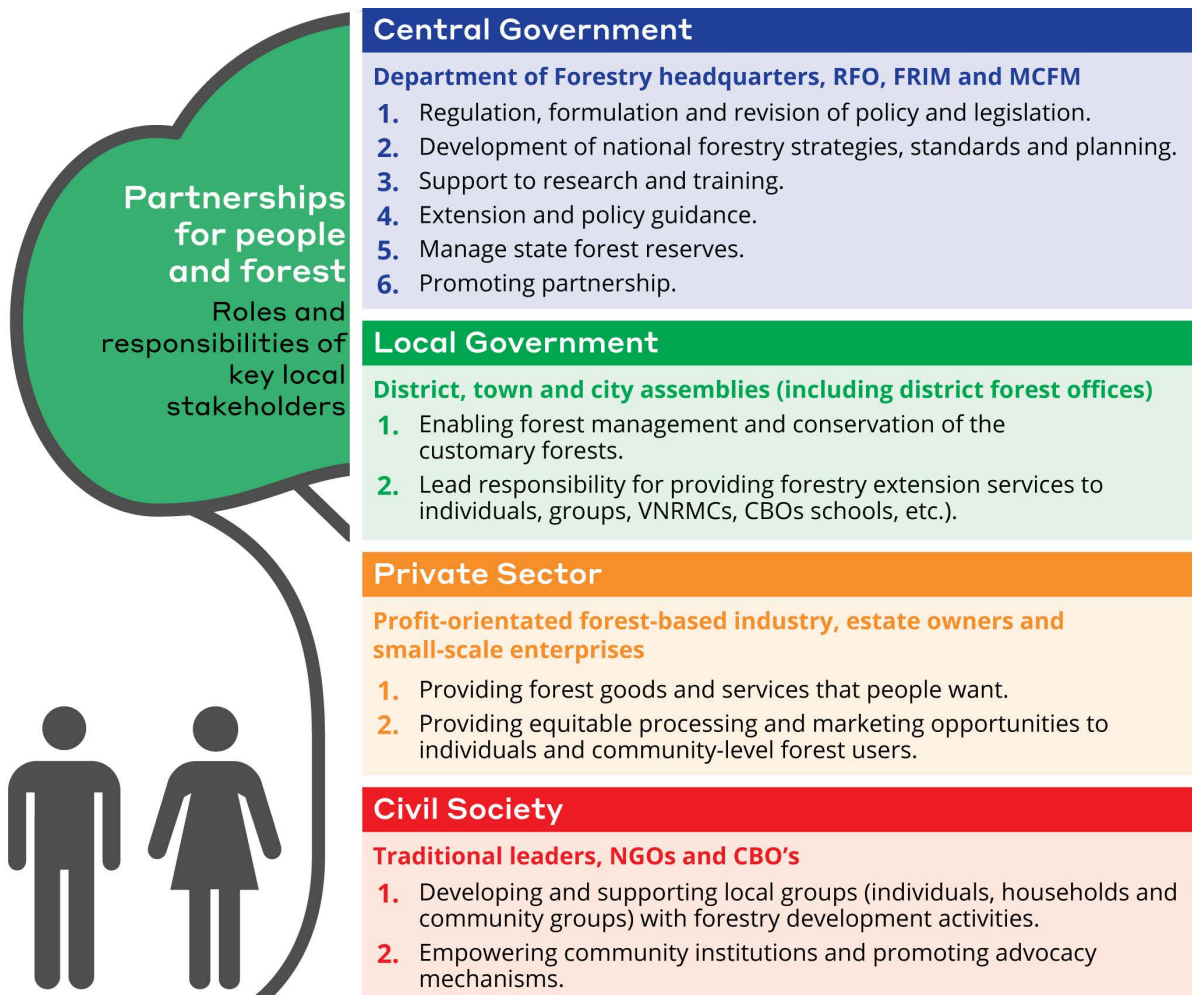 Partnerships
for people
and forest
Roles and
responsibilities of
key local
stakeholders
Central Government
Department of Forestry headquarters, RFO, FRIM and MCFM
1. Regulation, formulation and revision of policy and legislation.
2. Development of national forestry strategies, standards and planning.
3. Support to research and training.
4. Extension and policy guidance.
5. Manage state forest reserves.
6. Promoting partnership.
Local Government
District, town and city assemblies (including district forest offices)
1. Enabling forest management and conservation of the
customary forests.
2. Lead responsibility for providing forestry extension services to
individuals, groups, VNRMCs, CBOs schools, etc.).
Private Sector
Profit-orientated forest-based industry, estate owners and
small-scale enterprises
1. Providing forest goods and services that people want.
2. Providing equitable processing and marketing opportunities to
individuals and community-level forest users.
Civil Society
Traditional leaders, NGOs and CBO’s
1. Developing and supporting local groups (individuals, households and
community groups) with forestry development activities.
2. Empowering community institutions and promoting advocacy
mechanisms.